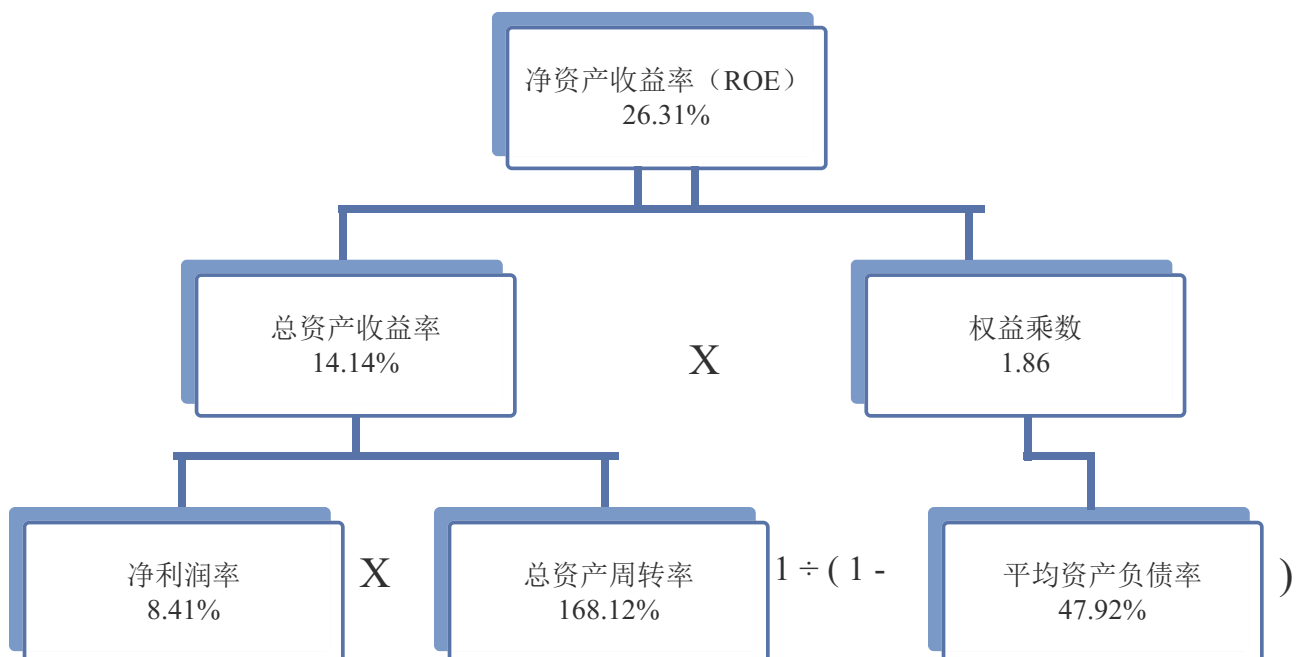 净资产收益率（ROE）
26.31%
总资产收益率
14.14%
X
权益乘数
1.86
净利润率
8.41%
X
总资产周转率
168.12%
1 ÷ ( 1 -
平均资产负债率
47.92%
)